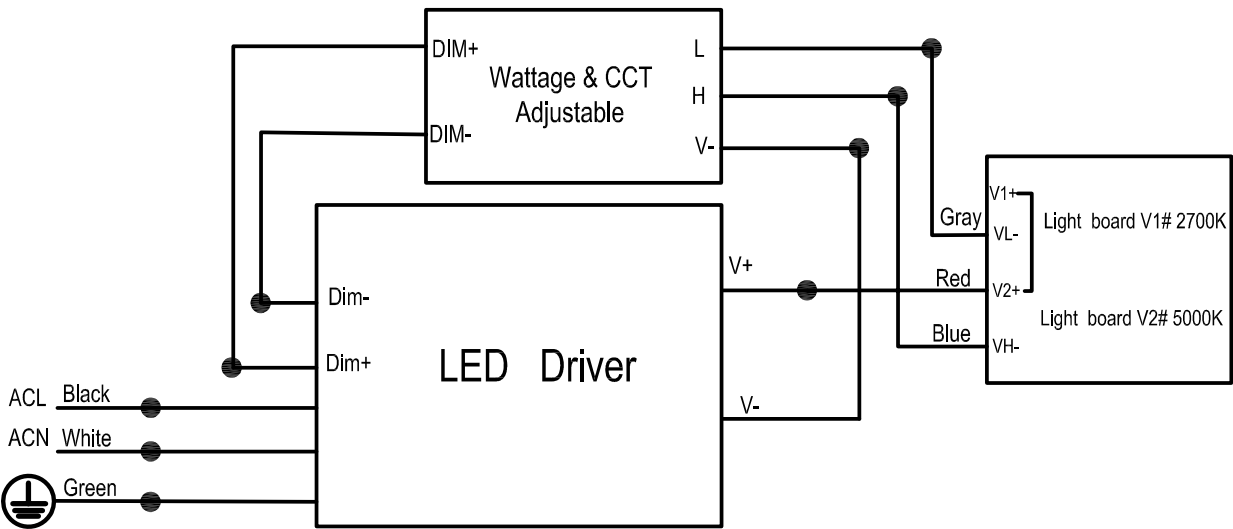 DIM+
DIM-
Wattage & CCT
Adjustable
L
H
V-
V1+
Gray
VL-
Light board V1# 2700K
Red
V2+
Light board V2# 5000K
Blue
VH-
Dim-
Dim+
LED Driver
V+
V-
ACL Black
ACN White
Green